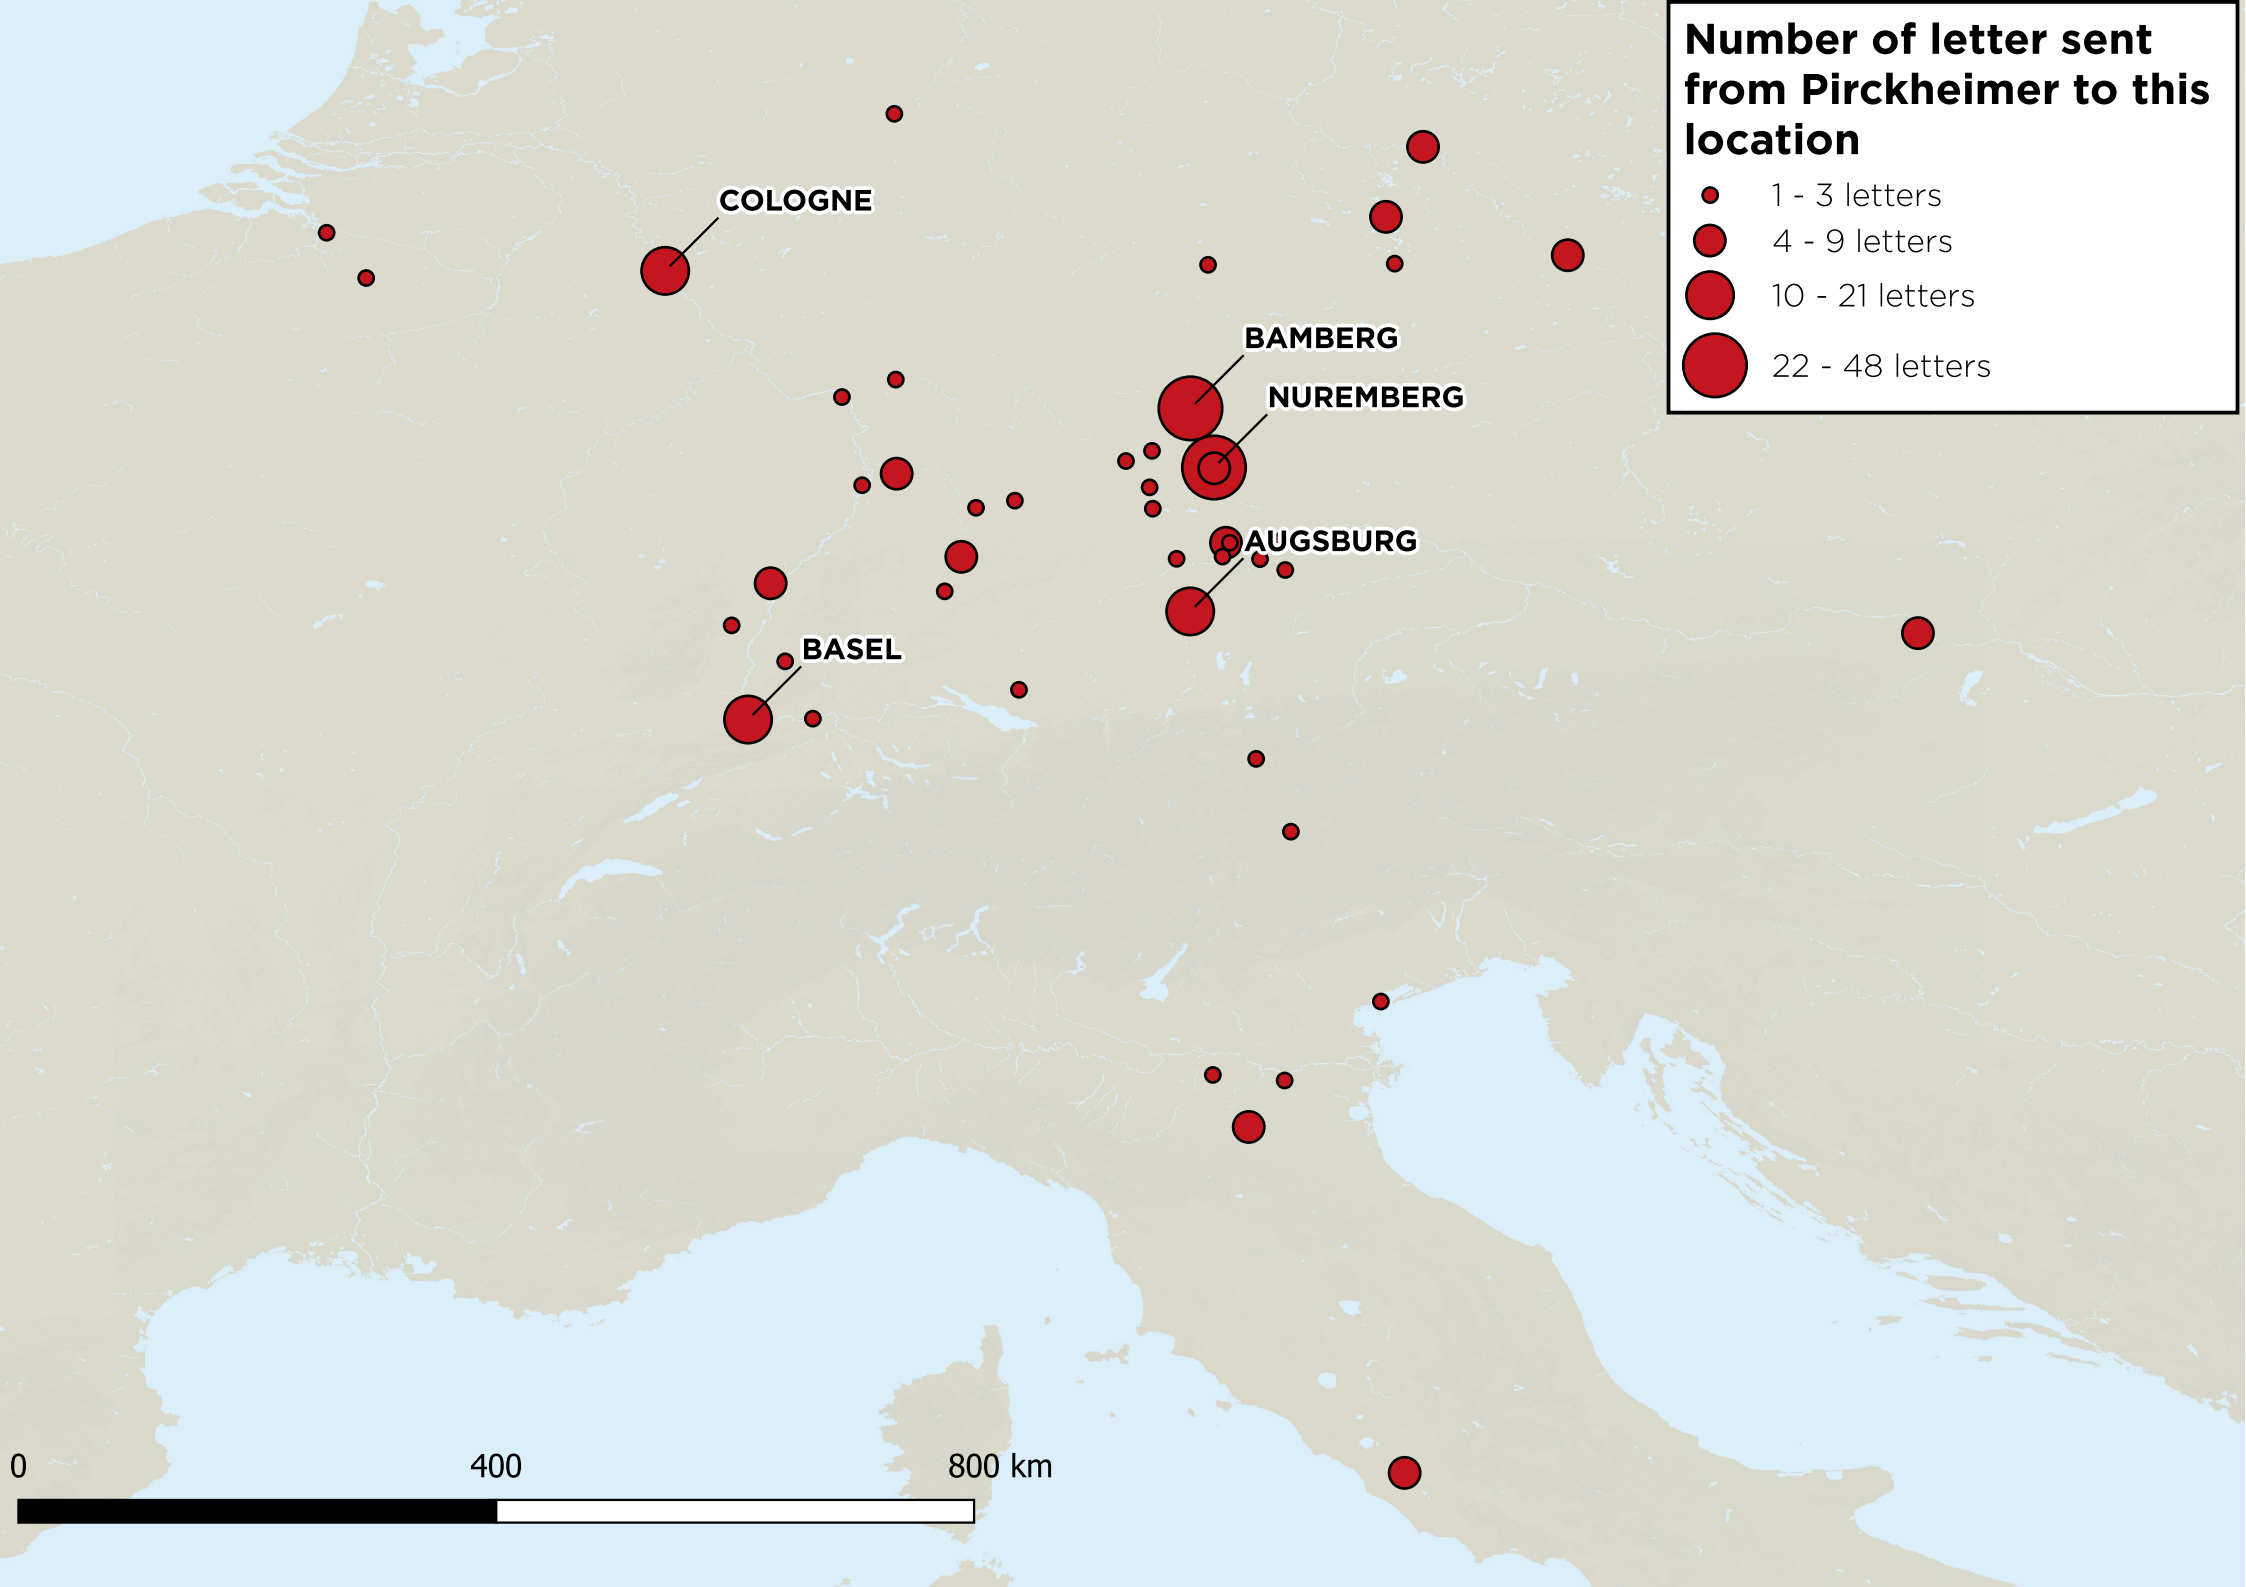 Number of letter sent
from Pirckheimer to this
location
1 - 3 letters
4 - 9 letters
10 - 21 letters
22 - 48 letters
COLOGNE
BAMBERG
NUREMBERG
AUGSBURG
BASEL
0 400 800 km